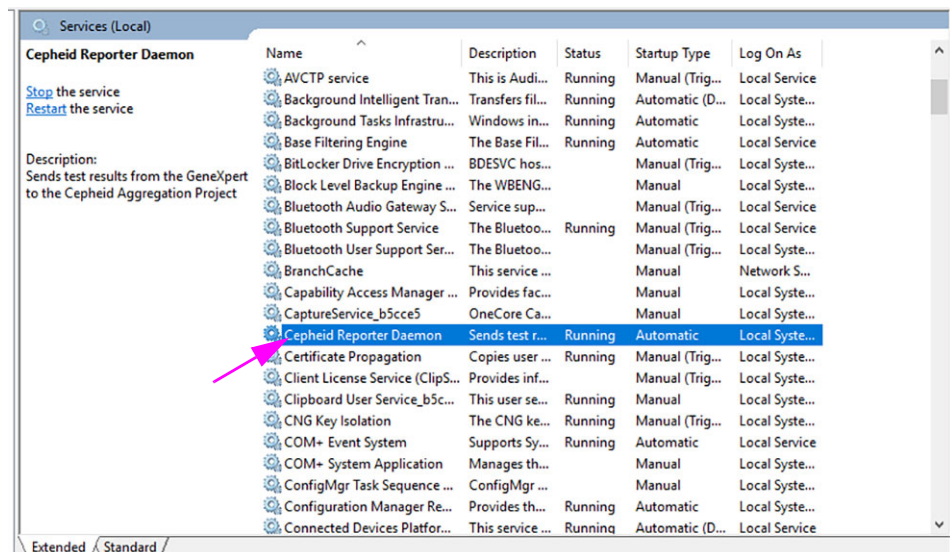 Services (Local)
Cepheid Reporter Daemon
Stop the service
Restart the service
Description:
Sends test results from the GeneXpert
to the Cepheid Aggregation Project
Name Description Status Startup Type Log On As
AVCTP service This is Audi... Running Manual (Trig... Local Service
Background Intelligent Tran... Transfers fil... Running Automatic (D... Local Syste...
Background Tasks Infrastru... Windows in... Running Automatic Local Syste...
Base Filtering Engine The Base Fil... Running Automatic Local Service
BitLocker Drive Encryption ... BDESVC hos... Manual (Trig... Local Syste...
Block Level Backup Engine ... The WBENG... Manual Local Syste...
Bluetooth Audio Gateway S... Service sup... Manual (Trig... Local Service
Bluetooth Support Service The Bluetoo... Running Manual (Trig... Local Service
Bluetooth User Support Ser... The Bluetoo... Manual (Trig... Local Syste...
BranchCache This service ... Manual Network S...
Capability Access Manager ... Provides fac... Manual Local Syste...
CaptureService_b5cce5 OneCore Ca... Manual Local Syste...
Cepheid Reporter Daemon Sends test r... Running Automatic Local Syste...
Certificate Propagation Copies user ... Running Manual (Trig... Local Syste...
Client License Service (ClipS... Provides inf... Manual (Trig... Local Syste...
Clipboard User Service_b5c... This user se... Running Manual Local Syste...
CNG Key Isolation The CNG ke... Running Manual (Trig... Local Syste...
COM+ Event System Supports Sy... Running Automatic Local Service
COM+ System Application Manages th... Manual Local Syste...
ConfigMgr Task Sequence ... ConfigMgr ... Manual Local Syste...
Configuration Manager Re... Provides th... Running Automatic Local Syste...
Connected Devices Platfor... This service ... Running Automatic (D... Local Service
Extended Standard